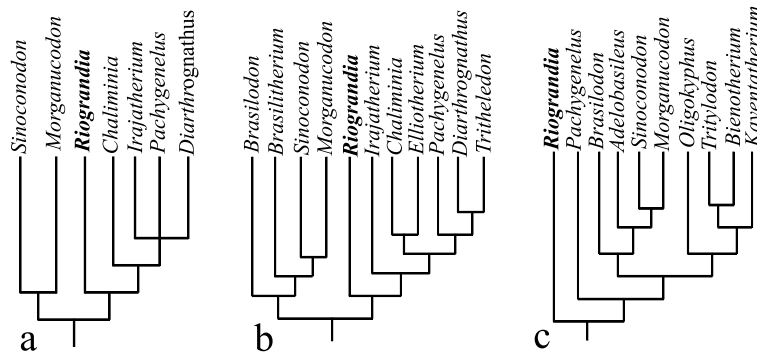 Sinoconodon
Morganucodon
Riograndia
Chaliminia
Irajatherium
Pachygenelus
Diarthrognathus
a
Brasilodon
Brasilitherium
Sinoconodon
Morganucodon
Riograndia
Irajatherium
Chaliminia
Elliotherium
Pachygenelus
Diarthrognathus
Tritheledon
b
Riograndia
Pachygenelus
Brasilodon
Adelobasileus
Sinoconodon
Morganucodon
Oligokyphus
Tritylodon
Bienotherium
Kayentatherium
c